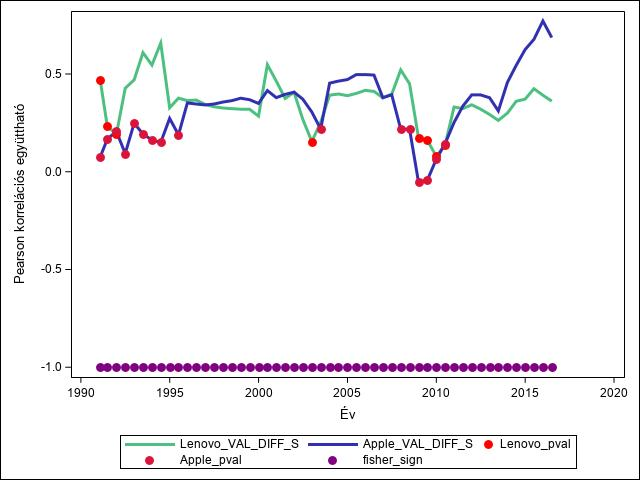 0.5
0.0
-0.5
-1.0
Pearson korrelációs együttható
1990 1995 2000 2005 2010 2015 2020
Év
Lenovo_VAL_DIFF_S Apple_VAL_DIFF_S Lenovo_pval
Apple_pval fisher_sign